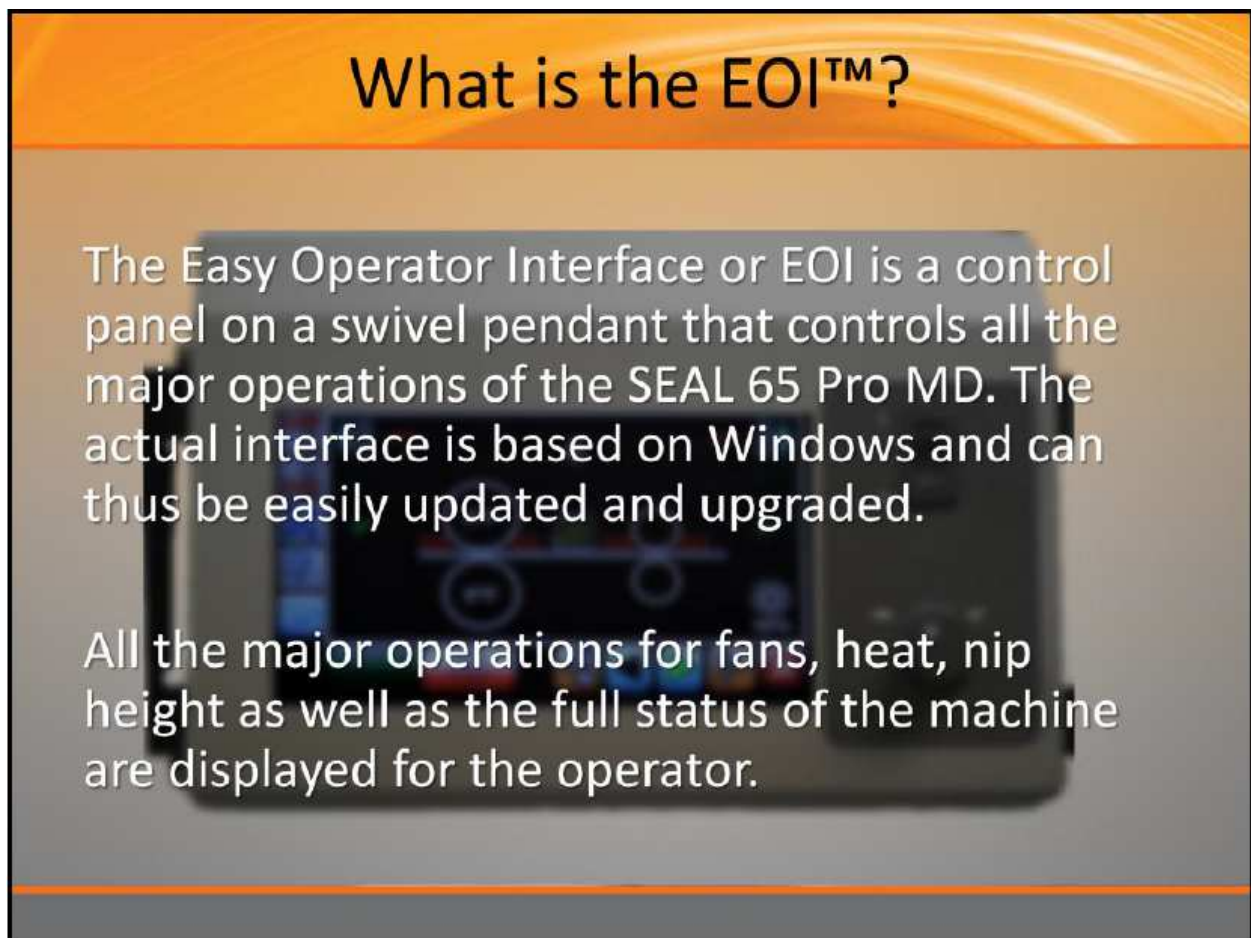 What is the EOI™?
The Easy Operator Interface or EOI is a control
panel on a swivel pendant that controls all the
major operations of the SEAL 65 Pro MD. The
actual interface is based on Windows and can
thus be easily updated and upgraded.
All the major operations for fans, heat, nip
height as well as the full status of the machine
are displayed for the operator.